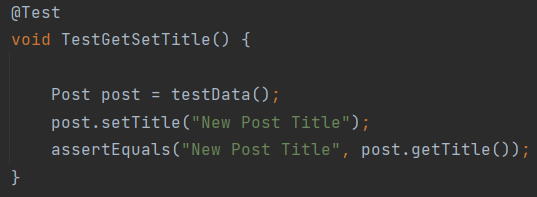 @Test
void TestGetSetTitle() {
Post post = testData();
post.setTitle("New Post Title");
assertEquals("New Post Title", post.getTitle());
}